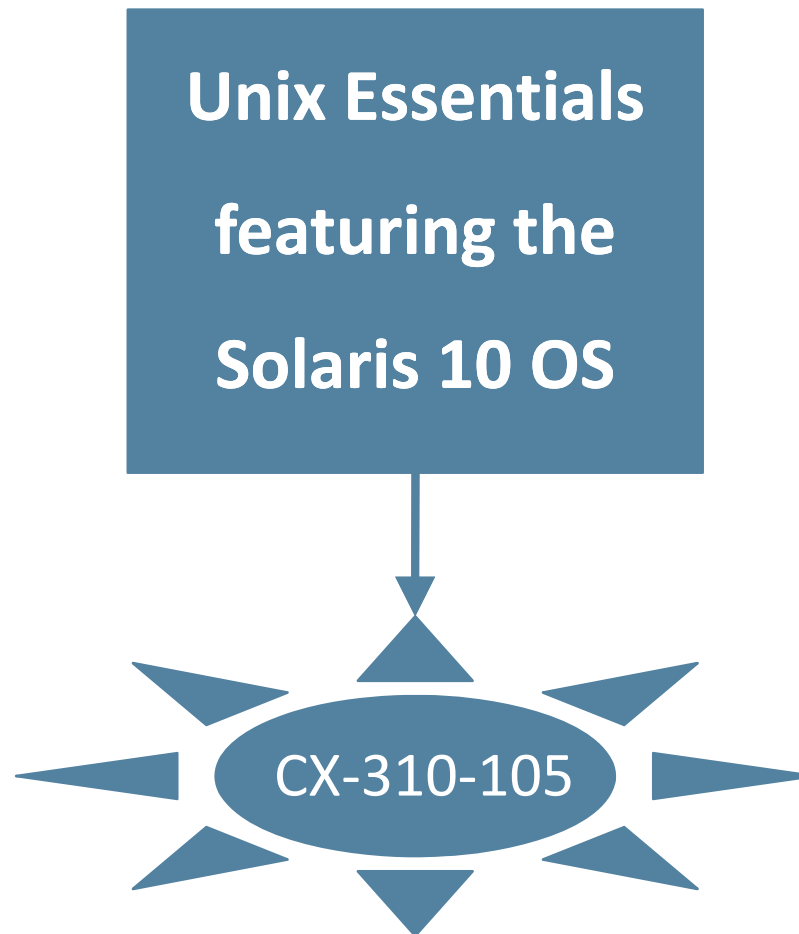 Unix Essentials
featuring the
Solaris 10 OS
CX-310-105